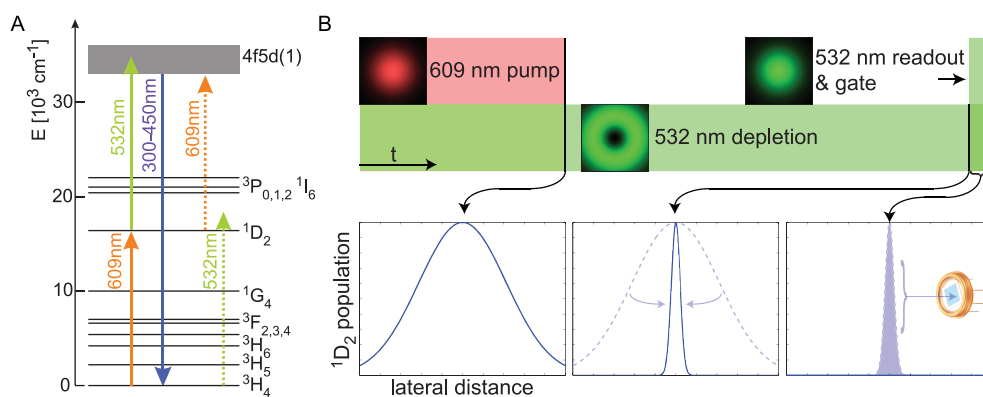 A
E [10³ cm⁻¹]
30
20
10
0
4f5d(1)
³P₀,₁,₂ ¹I₆
¹D₂
¹G₄
³F₂,₃,₄
³H₆
³H₅
³H₄
532nm
300-450nm
609nm
609nm
532nm
B
609 nm pump
532 nm readout
& gate
532 nm depletion
t
¹D₂ population
lateral distance